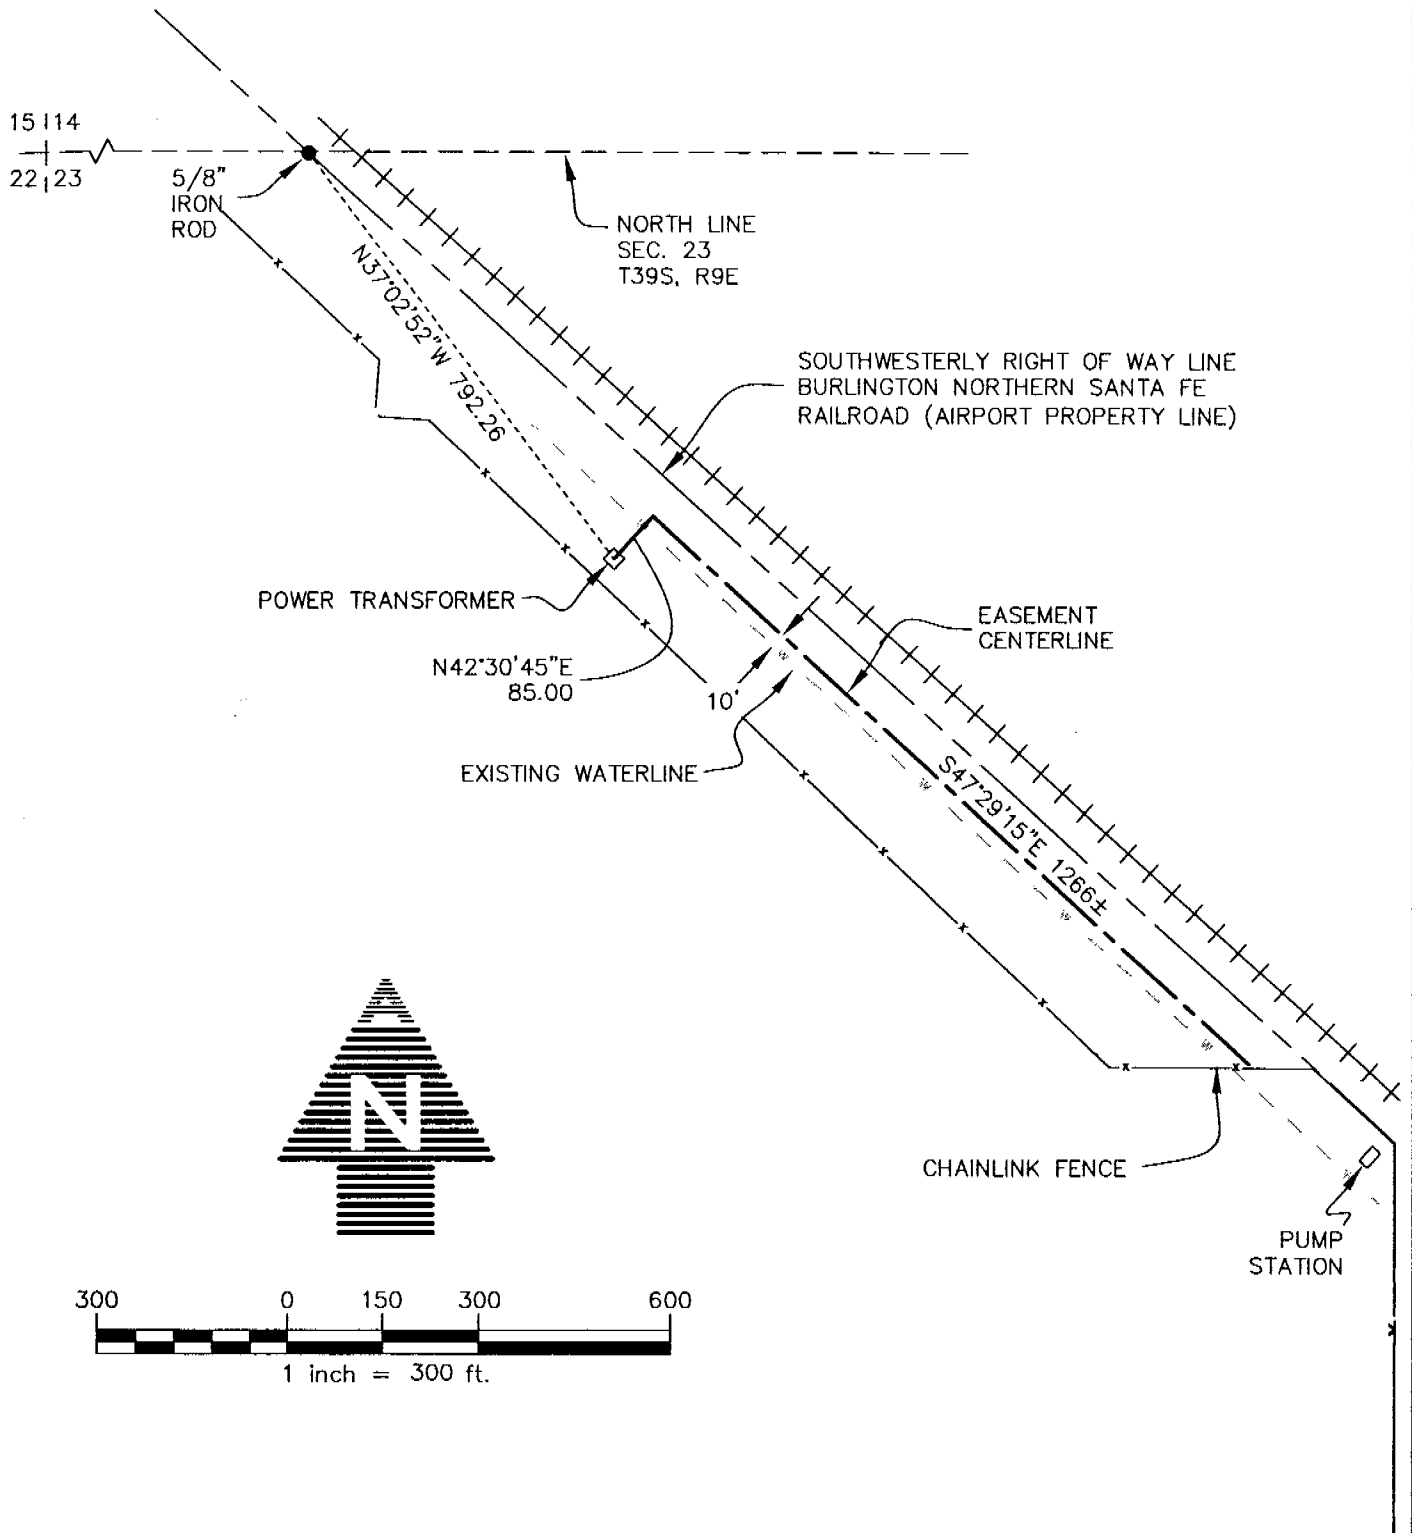 15 | 14
22 | 23
5/8"
IRON
ROD
NORTH LINE
SEC. 23
T39S, R9E
N37°02'52"W 792.26
SOUTHWESTERLY RIGHT OF WAY LINE
BURLINGTON NORTHERN SANTA FE
RAILROAD (AIRPORT PROPERTY LINE)
POWER TRANSFORMER
EASEMENT
CENTERLINE
N42°30'45"E
85.00
10'
EXISTING WATERLINE
W
W
S47°29'15"E 1266±
W
W
CHAINLINK FENCE
W
PUMP
STATION
N
300 0 150 300 600
1 inch = 300 ft.